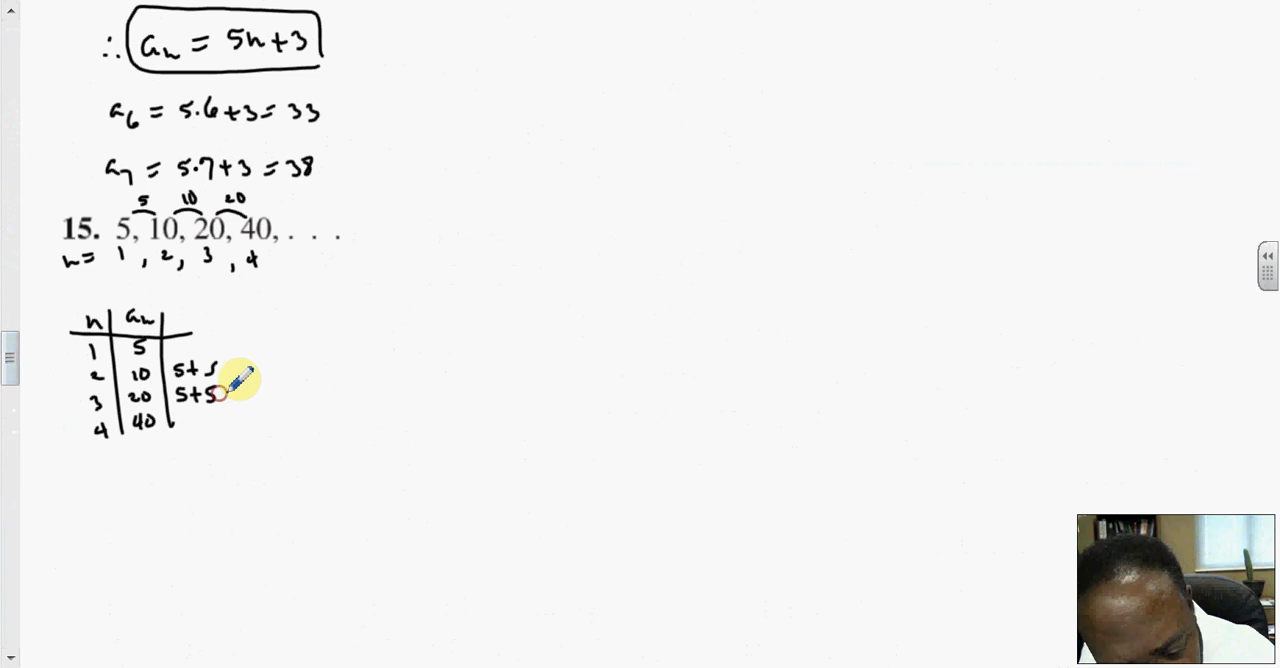 ∴ aₙ = 5n+3
a₆ = 5·6+3 = 33
a₇ = 5·7+3 = 38
5 10 20
15. 5, 10, 20, 40, . . .
n = 1, 2, 3, 4
n aₙ
1 5
2 10 5+5
3 20 5+5
4 40